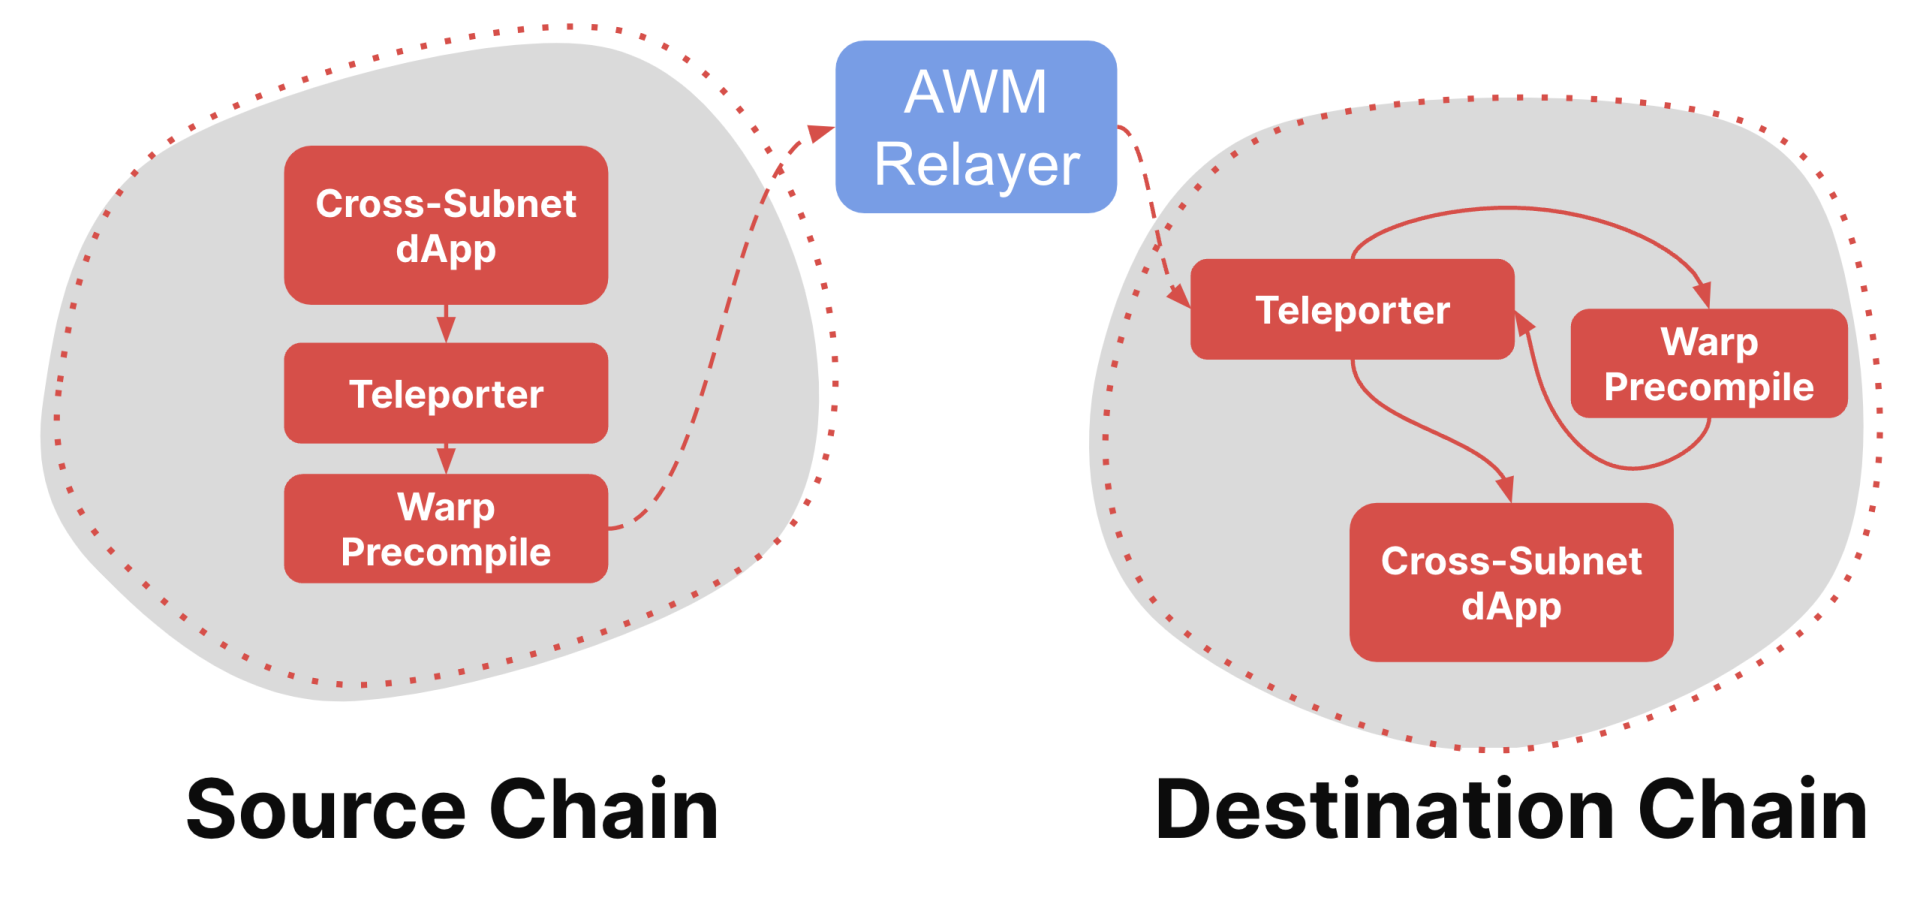 AWM
Relayer
Cross-Subnet
dApp
Teleporter
Warp
Precompile
Teleporter
Warp
Precompile
Cross-Subnet
dApp
Source Chain
Destination Chain